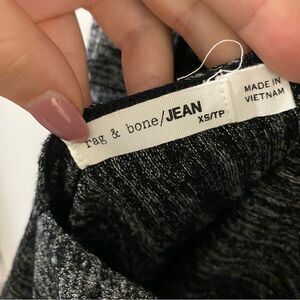 rag & bone/JEAN
XS/TP
MADE IN
VIETNAM